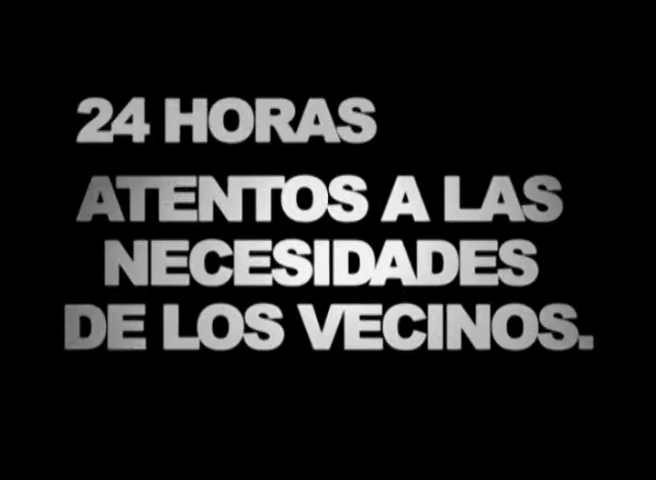 24 HORAS
ATENTOS A LAS
NECESIDADES
DE LOS VECINOS.